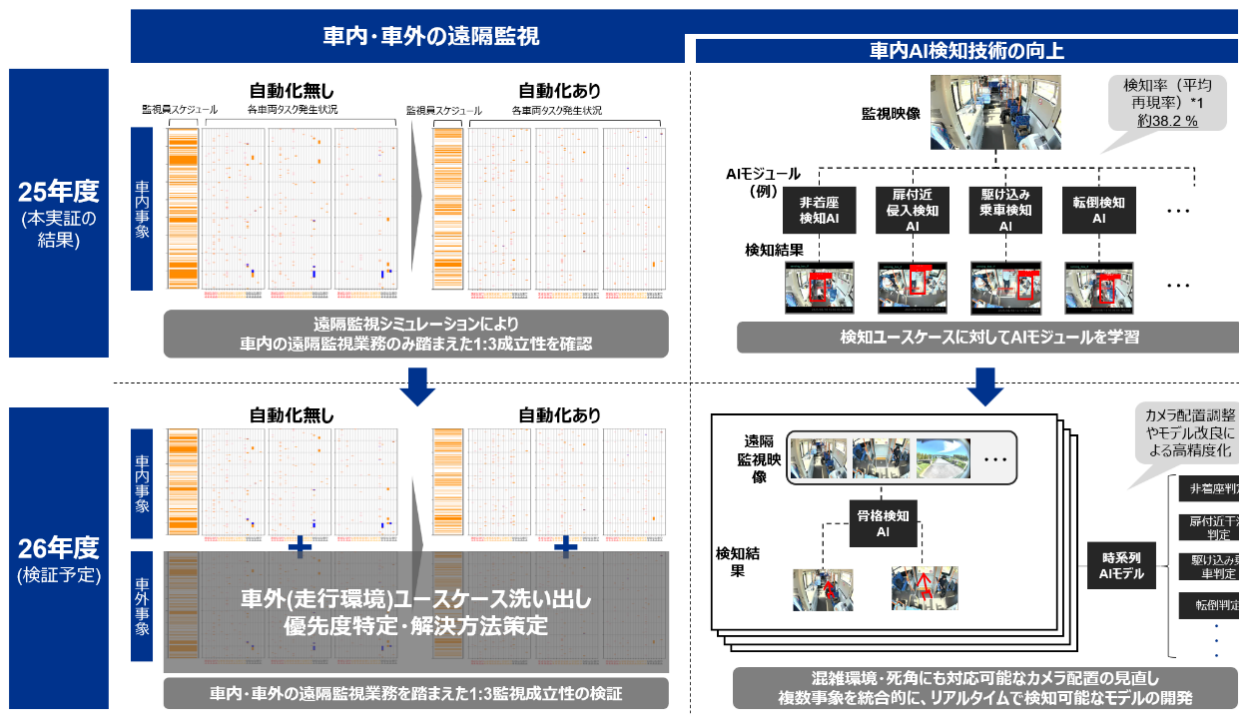 車内・車外の遠隔監視
車内AI検知技術の向上
25年度
(本実証の
結果)
車内事象
自動化無し
監視員スケジュール
各車両タスク発生状況
自動化あり
監視員スケジュール
各車両タスク発生状況
遠隔監視シミュレーションにより
車内の遠隔監視業務のみ踏まえた1:3成立性を確認
監視映像
検知率（平均
再現率）*1
約38.2 %
AIモジュール
（例）
非着座
検知AI
扉付近
侵入検知
AI
駆け込み
乗車検知
AI
転倒検知
AI
・・・
検知結果
・・・
検知ユースケースに対してAIモジュールを学習
26年度
(検証予定)
車内事象
車外事象
自動化無し
自動化あり
+
+
車外(走行環境)ユースケース洗い出し
優先度特定・解決方法策定
車内・車外の遠隔監視業務を踏まえた1:3監視成立性の検証
遠隔
監視映
像
・・・
骨格検知
AI
検知結
果
カメラ配置調整
やモデル改良に
よる高精度化
時系列
AIモデル
非着座判
扉付近干
判定
駆け込み乗
車判定
転倒判定
・
・
・
混雑環境・死角にも対応可能なカメラ配置の見直し
複数事象を統合的に、リアルタイムで検知可能なモデルの開発